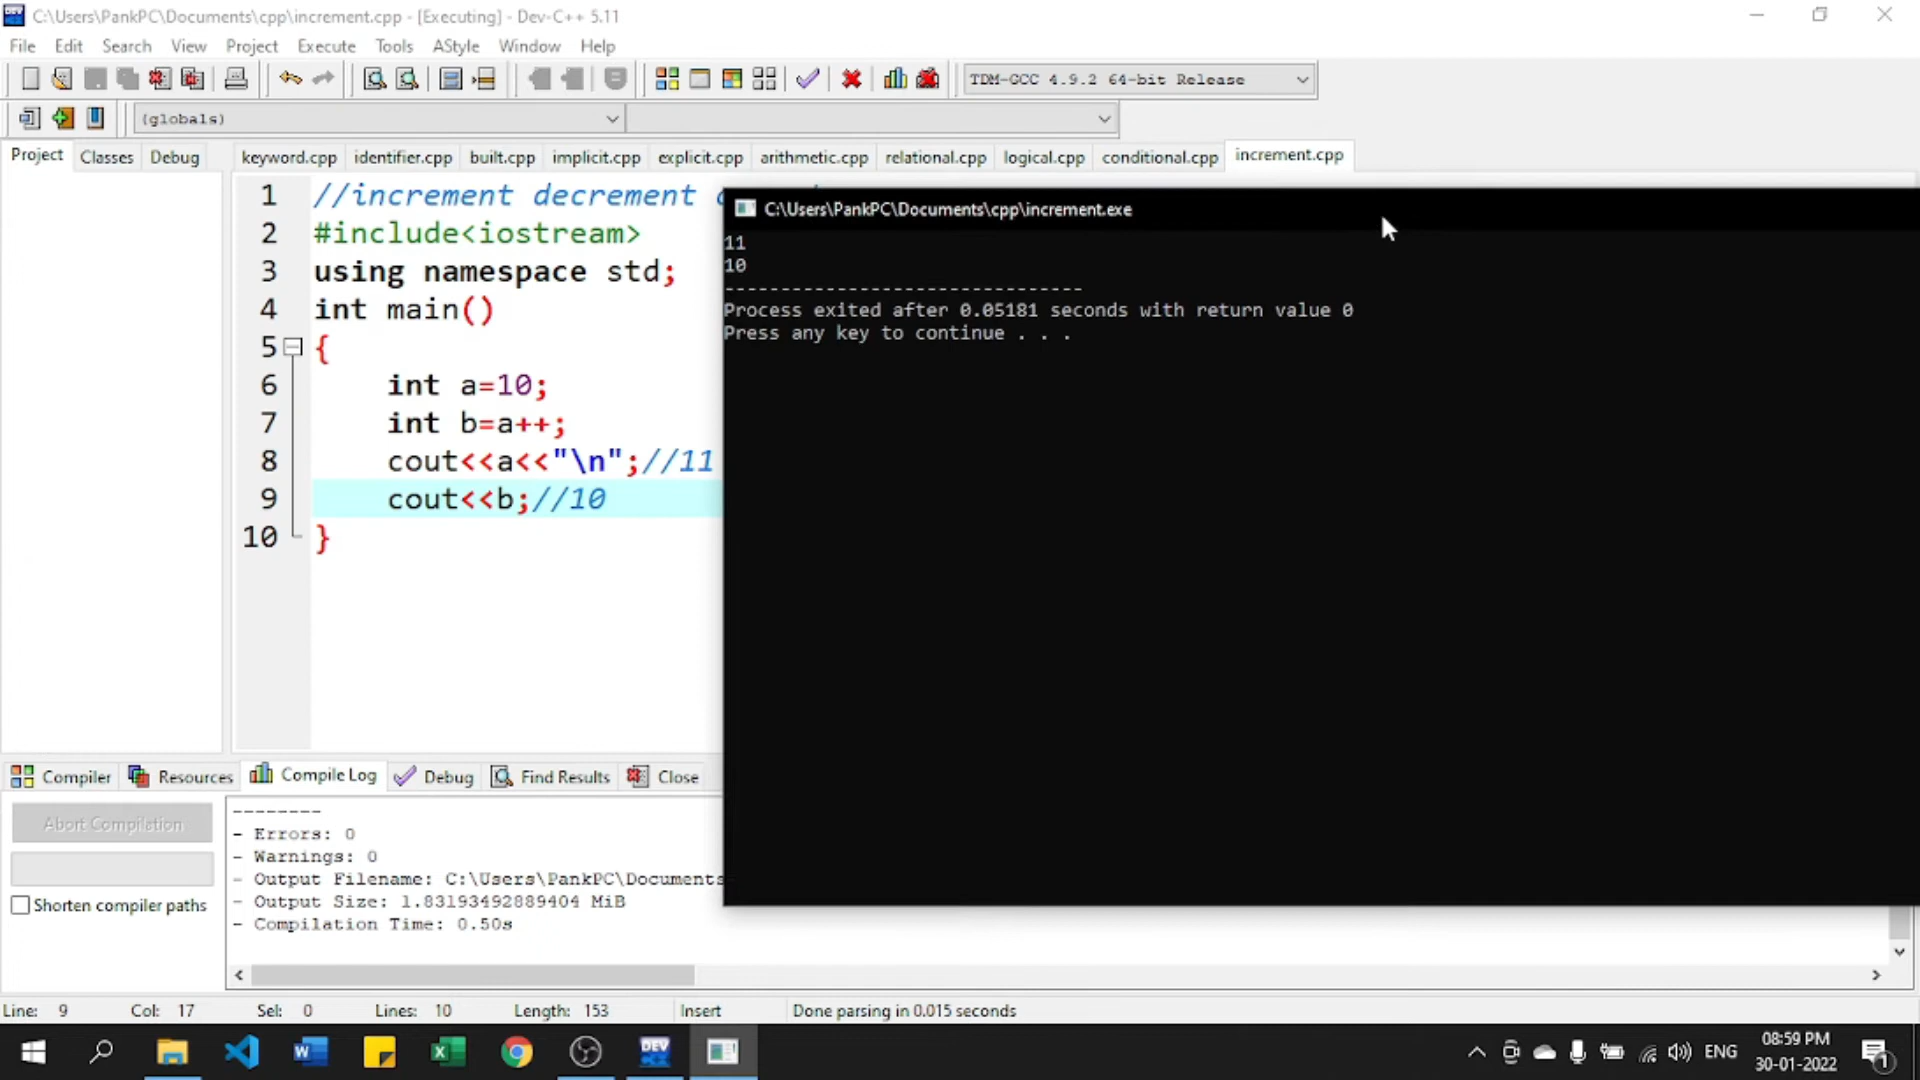 C:\Users\PankPC\Documents\cpp\increment.cpp - [Executing] - Dev-C++ 5.11
File Edit Search View Project Execute Tools AStyle Window Help
TDM-GCC 4.9.2 64-bit Release
(globals)
Project Classes Debug
keyword.cpp identifier.cpp built.cpp implicit.cpp explicit.cpp arithmetic.cpp relational.cpp logical.cpp conditional.cpp increment.cpp
1 //increment decrement
2 #include<iostream>
3 using namespace std;
4 int main()
5 {
6 int a=10;
7 int b=a++;
8 cout<<a<<"\n";//11
9 cout<<b;//10
10 }
C:\Users\PankPC\Documents\cpp\increment.exe
11
10
--------------------------------
Process exited after 0.05181 seconds with return value 0
Press any key to continue . . .
Compiler Resources Compile Log Debug Find Results Close
Abort Compilation
Shorten compiler paths
--------
- Errors: 0
- Warnings: 0
- Output Filename: C:\Users\PankPC\Documents
- Output Size: 1.83193492889404 MiB
- Compilation Time: 0.50s
Line: 9 Col: 17 Sel: 0 Lines: 10 Length: 153 Insert Done parsing in 0.015 seconds
DEV
ENG
08:59 PM
30-01-2022
1